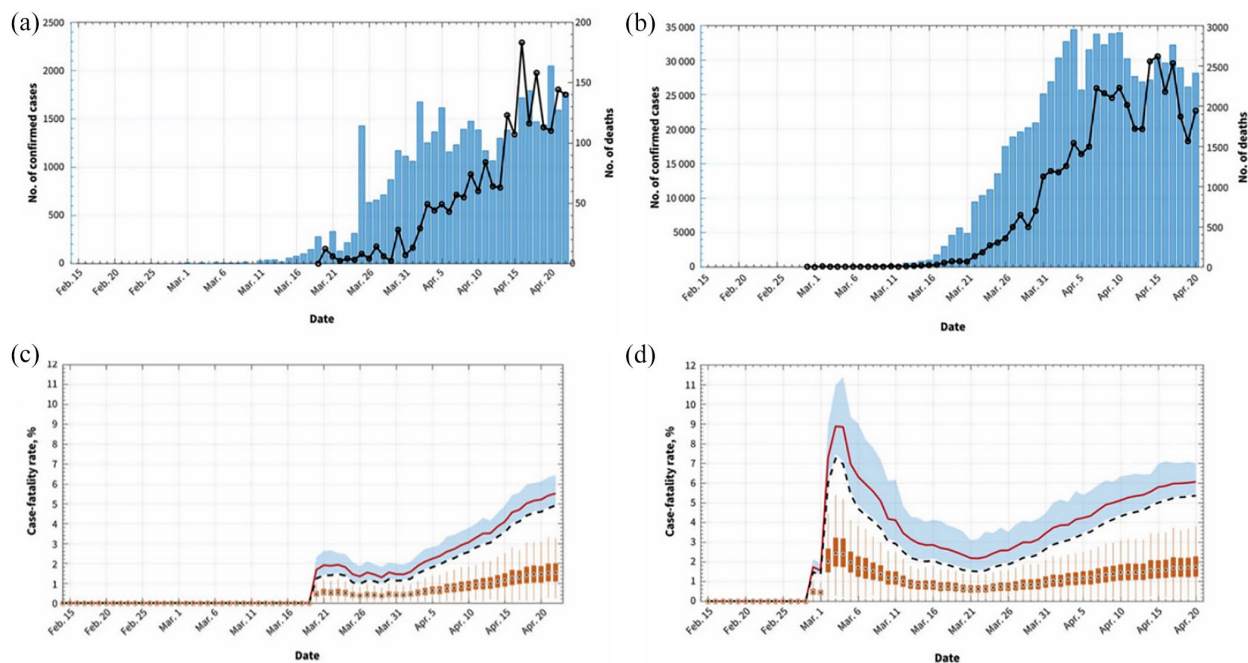 (a)
No. of confirmed cases
2500
2000
1500
1000
500
0
200
150
100
50
0
No. of deaths
Feb. 15
Feb. 20
Feb. 25
Mar. 1
Mar. 6
Mar. 11
Mar. 16
Mar. 21
Mar. 26
Mar. 31
Apr. 5
Apr. 10
Apr. 15
Apr. 20
Date
(b)
No. of confirmed cases
35 000
30 000
25 000
20 000
15 000
10 000
5000
0
3000
2500
2000
1500
1000
500
0
No. of deaths
Feb. 15
Feb. 20
Feb. 25
Mar. 1
Mar. 6
Mar. 11
Mar. 16
Mar. 21
Mar. 26
Mar. 31
Apr. 5
Apr. 10
Apr. 15
Apr. 20
Date
(c)
Case-fatality rate, %
12
11
10
9
8
7
6
5
4
3
2
1
0
Feb. 15
Feb. 20
Feb. 25
Mar. 1
Mar. 6
Mar. 11
Mar. 16
Mar. 21
Mar. 26
Mar. 31
Apr. 5
Apr. 10
Apr. 15
Apr. 20
Date
(d)
Case-fatality rate, %
12
11
10
9
8
7
6
5
4
3
2
1
0
Feb. 15
Feb. 20
Feb. 25
Mar. 1
Mar. 6
Mar. 11
Mar. 16
Mar. 21
Mar. 26
Mar. 31
Apr. 5
Apr. 10
Apr. 15
Apr. 20
Date